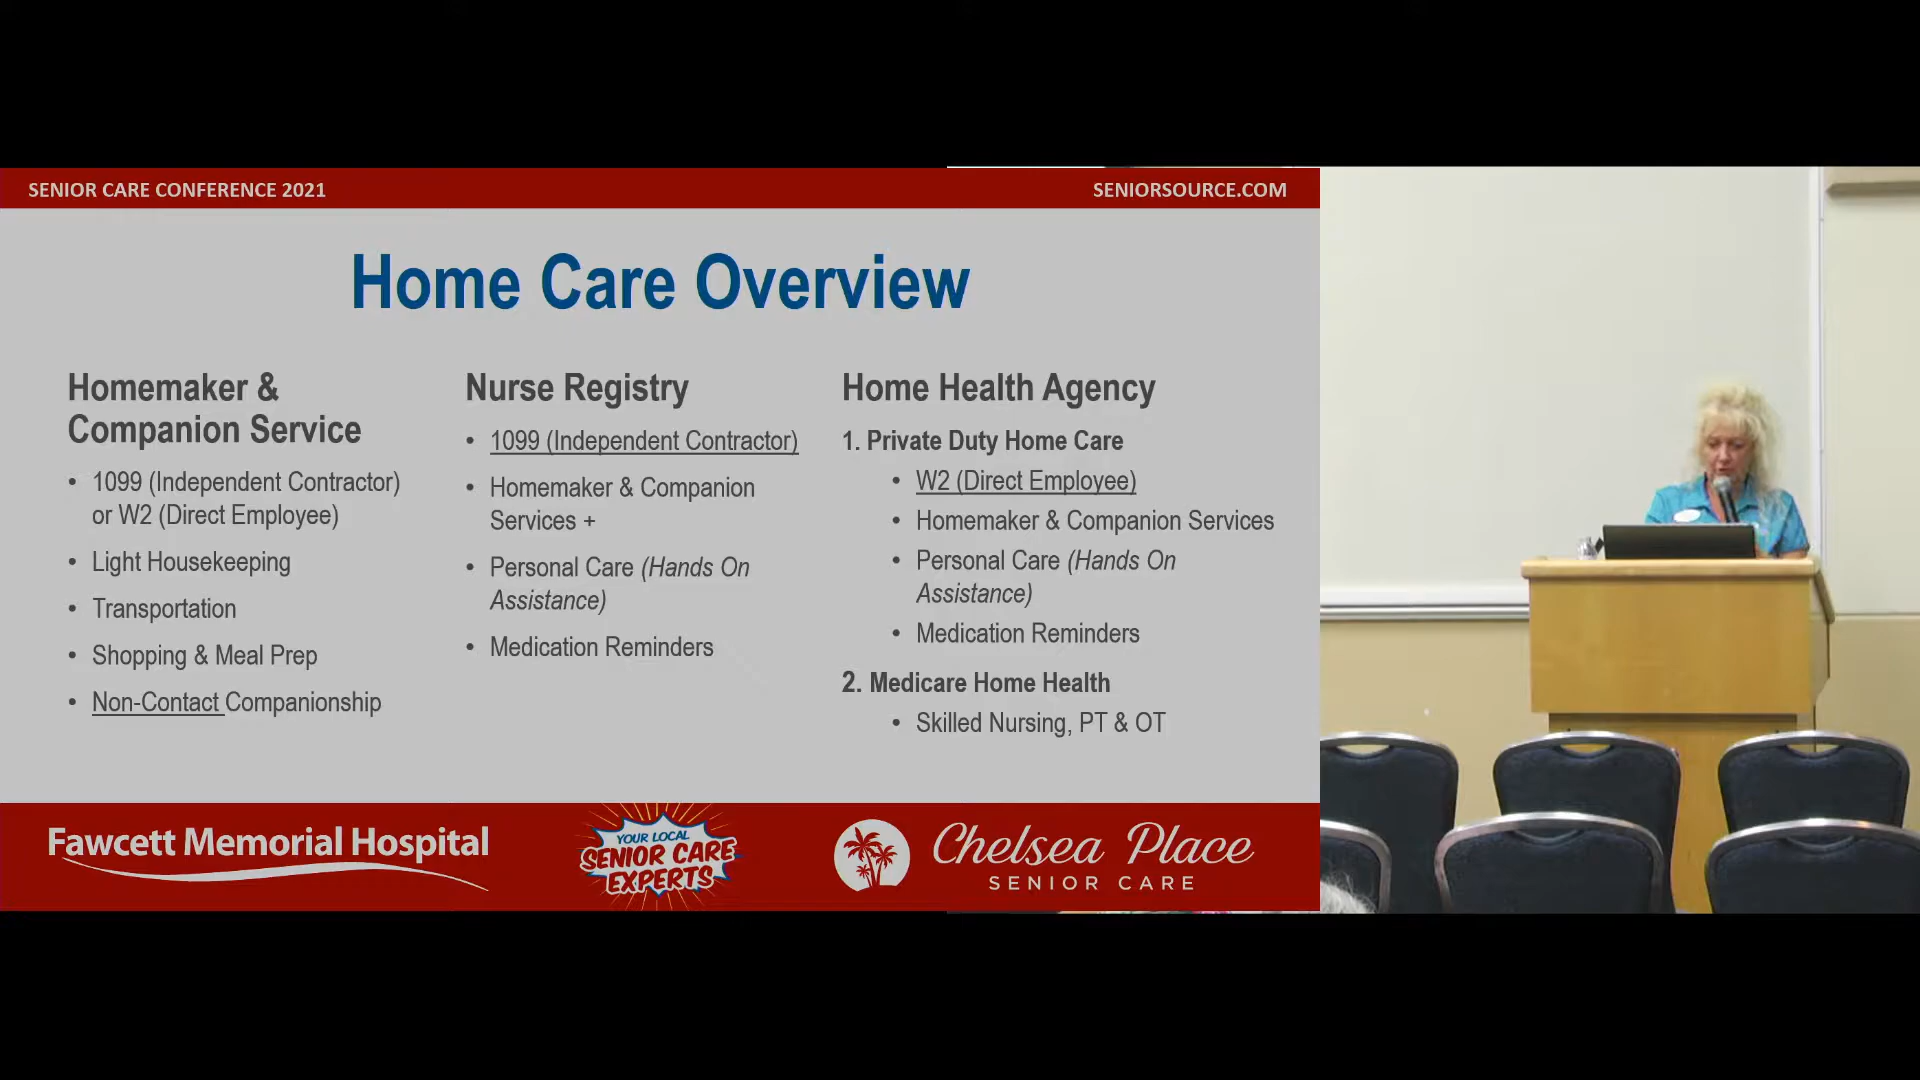 SENIOR CARE CONFERENCE 2021
SENIORSOURCE.COM
Home Care Overview
Homemaker &
Companion Service
• 1099 (Independent Contractor)
or W2 (Direct Employee)
• Light Housekeeping
• Transportation
• Shopping & Meal Prep
• Non-Contact Companionship
Nurse Registry
• 1099 (Independent Contractor)
• Homemaker & Companion
Services +
• Personal Care (Hands On
Assistance)
• Medication Reminders
Home Health Agency
1. Private Duty Home Care
• W2 (Direct Employee)
• Homemaker & Companion Services
• Personal Care (Hands On
Assistance)
• Medication Reminders
2. Medicare Home Health
• Skilled Nursing, PT & OT
Fawcett Memorial Hospital
YOUR LOCAL
SENIOR CARE
EXPERTS
Chelsea Place
SENIOR CARE